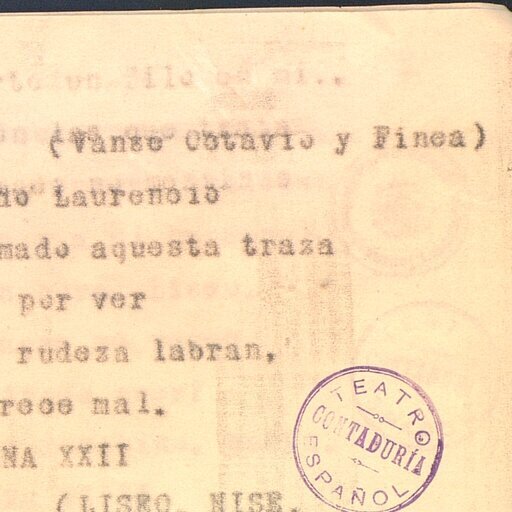 (Vanse Octavio y Finea)
do Laurencio
mado aquesta traza
por ver
rudeza labran,
rece mal.
NA XXII
(LISEO, NISE,
TEATRO
CONTADURÍA
ESPAÑOL